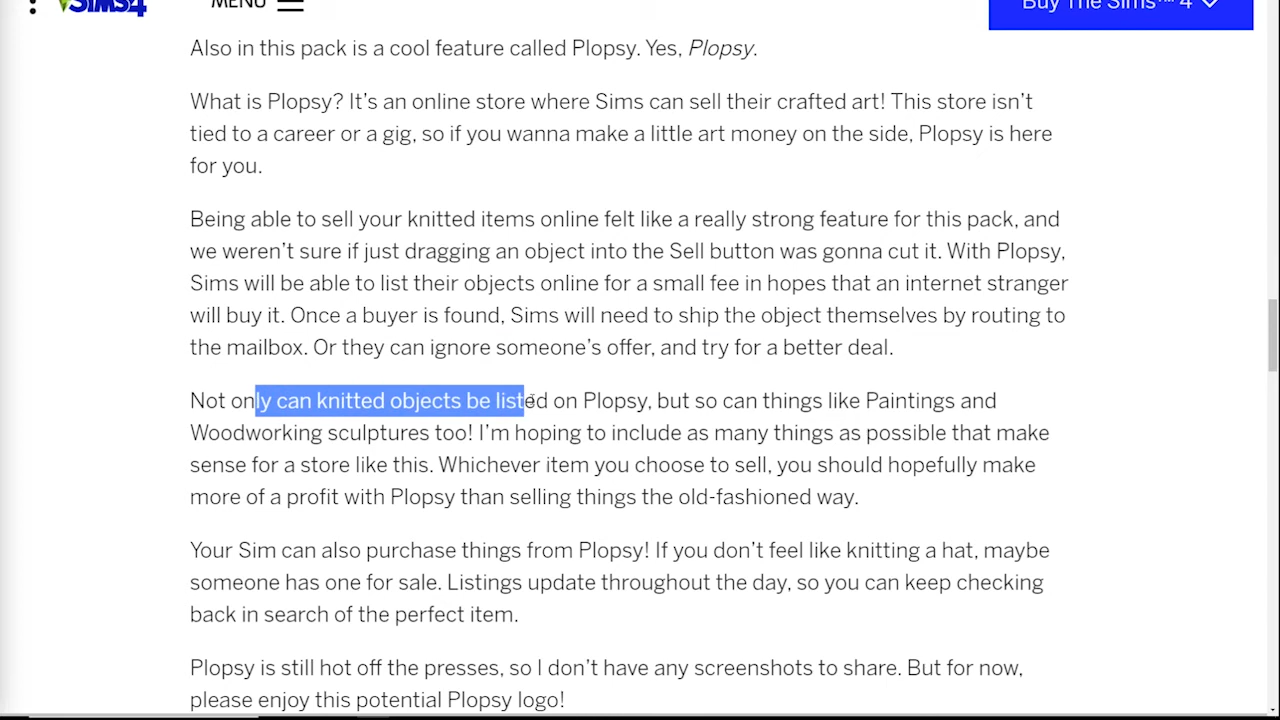 SIMS4
MENU
Buy The Sims™ 4
Also in this pack is a cool feature called Plopsy. Yes, Plopsy.
What is Plopsy? It’s an online store where Sims can sell their crafted art! This store isn’t
tied to a career or a gig, so if you wanna make a little art money on the side, Plopsy is here
for you.
Being able to sell your knitted items online felt like a really strong feature for this pack, and
we weren’t sure if just dragging an object into the Sell button was gonna cut it. With Plopsy,
Sims will be able to list their objects online for a small fee in hopes that an internet stranger
will buy it. Once a buyer is found, Sims will need to ship the object themselves by routing to
the mailbox. Or they can ignore someone’s offer, and try for a better deal.
Not only can knitted objects be listed on Plopsy, but so can things like Paintings and
Woodworking sculptures too! I’m hoping to include as many things as possible that make
sense for a store like this. Whichever item you choose to sell, you should hopefully make
more of a profit with Plopsy than selling things the old-fashioned way.
Your Sim can also purchase things from Plopsy! If you don’t feel like knitting a hat, maybe
someone has one for sale. Listings update throughout the day, so you can keep checking
back in search of the perfect item.
Plopsy is still hot off the presses, so I don’t have any screenshots to share. But for now,
please enjoy this potential Plopsy logo!